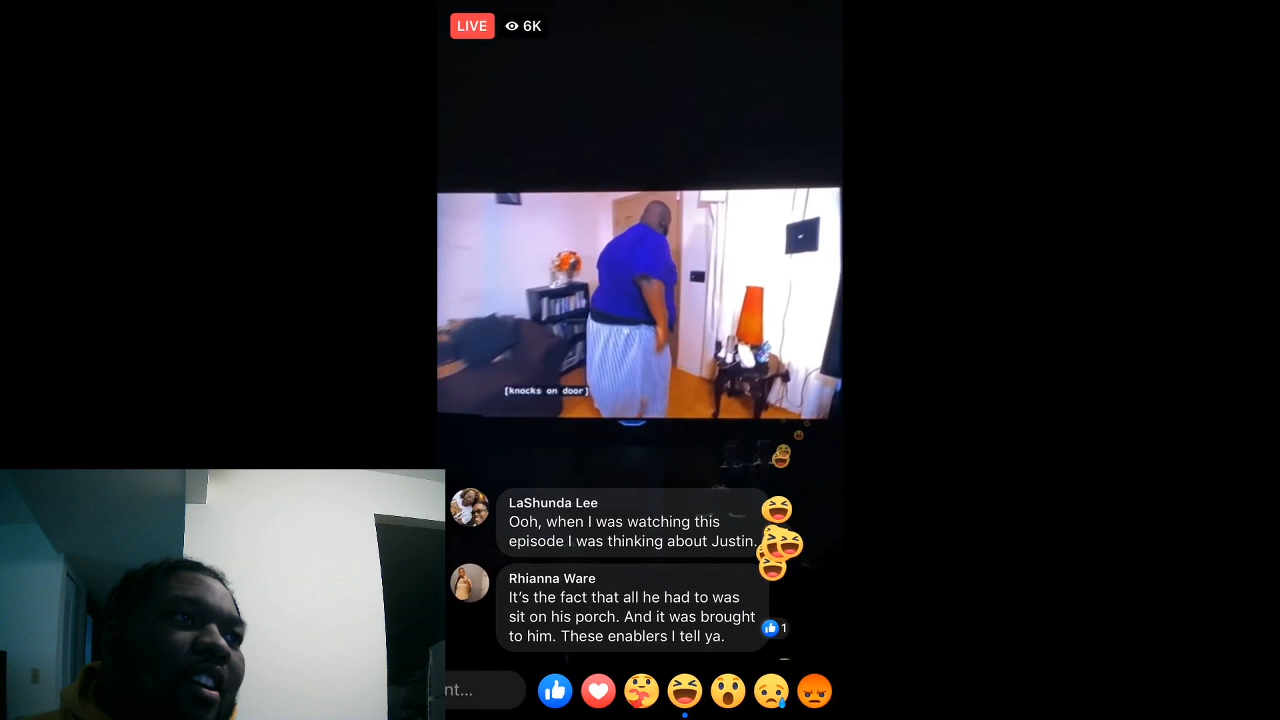 LIVE 6K
[knocks on door]
LaShunda Lee
Ooh, when I was watching this
episode I was thinking about Justin.
Rhianna Ware
It’s the fact that all he had to was
sit on his porch. And it was brought
to him. These enablers I tell ya.
1
nt...